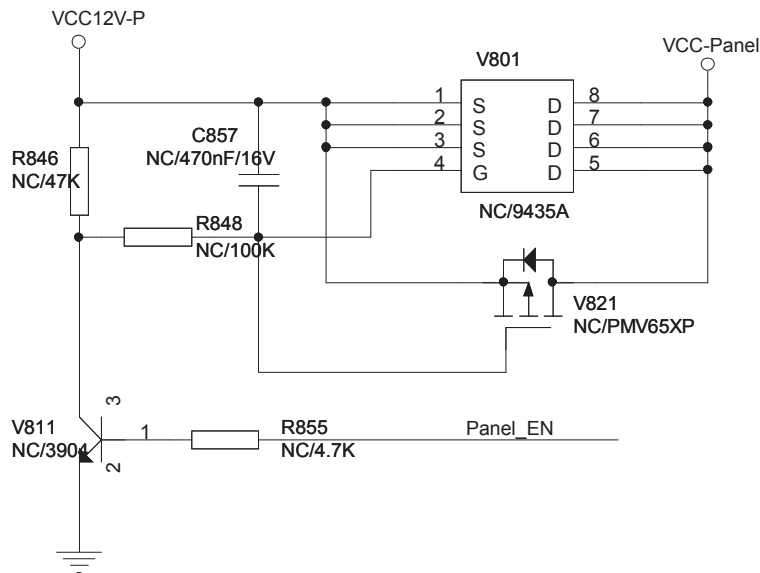 VCC12V-P
VCC-Panel
V801
1 S D 8
2 S D 7
3 S D 6
4 G D 5
NC/9435A
C857
NC/470nF/16V
R846
NC/47K
R848
NC/100K
V821
NC/PMV65XP
V811
NC/3904
3
1
2
R855
NC/4.7K
Panel_EN